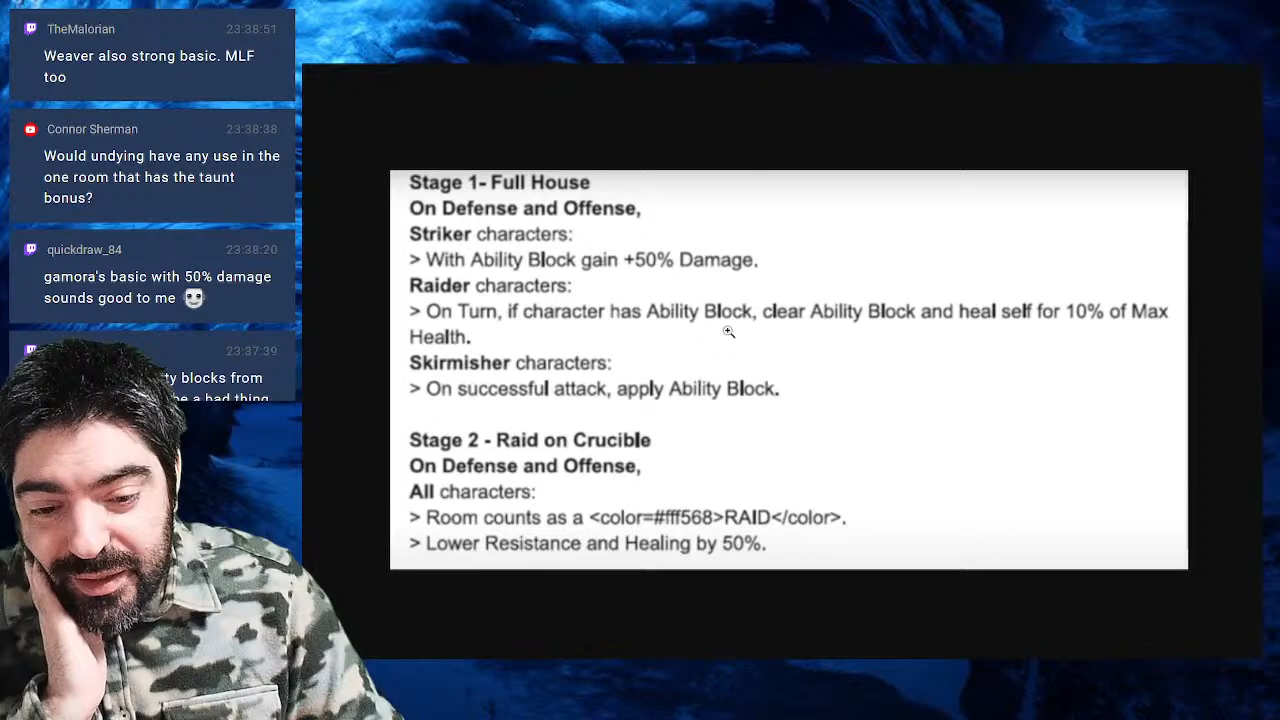 TheMalorian 23:38:51
Weaver also strong basic. MLF
too
Connor Sherman 23:38:38
Would undying have any use in the
one room that has the taunt
bonus?
quickdraw_84 23:38:20
gamora's basic with 50% damage
sounds good to me
23:37:39
blocks from
be a bad thing
Stage 1- Full House
On Defense and Offense,
Striker characters:
> With Ability Block gain +50% Damage.
Raider characters:
> On Turn, if character has Ability Block, clear Ability Block and heal self for 10% of Max
Health.
Skirmisher characters:
> On successful attack, apply Ability Block.
Stage 2 - Raid on Crucible
On Defense and Offense,
All characters:
> Room counts as a <color=#fff568>RAID</color>.
> Lower Resistance and Healing by 50%.